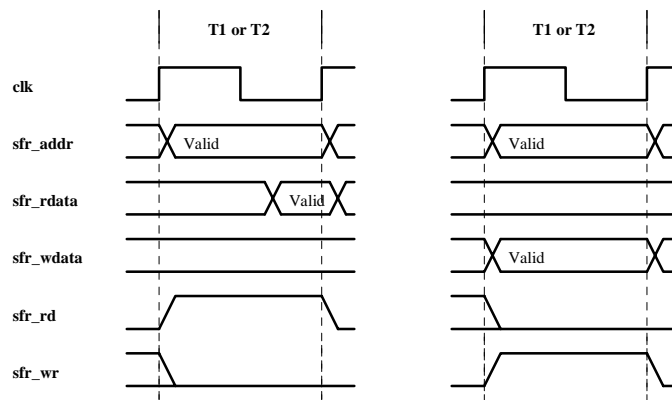 T1 or T2 T1 or T2
clk
sfr_addr Valid Valid
sfr_rdata Valid
sfr_wdata Valid
sfr_rd
sfr_wr